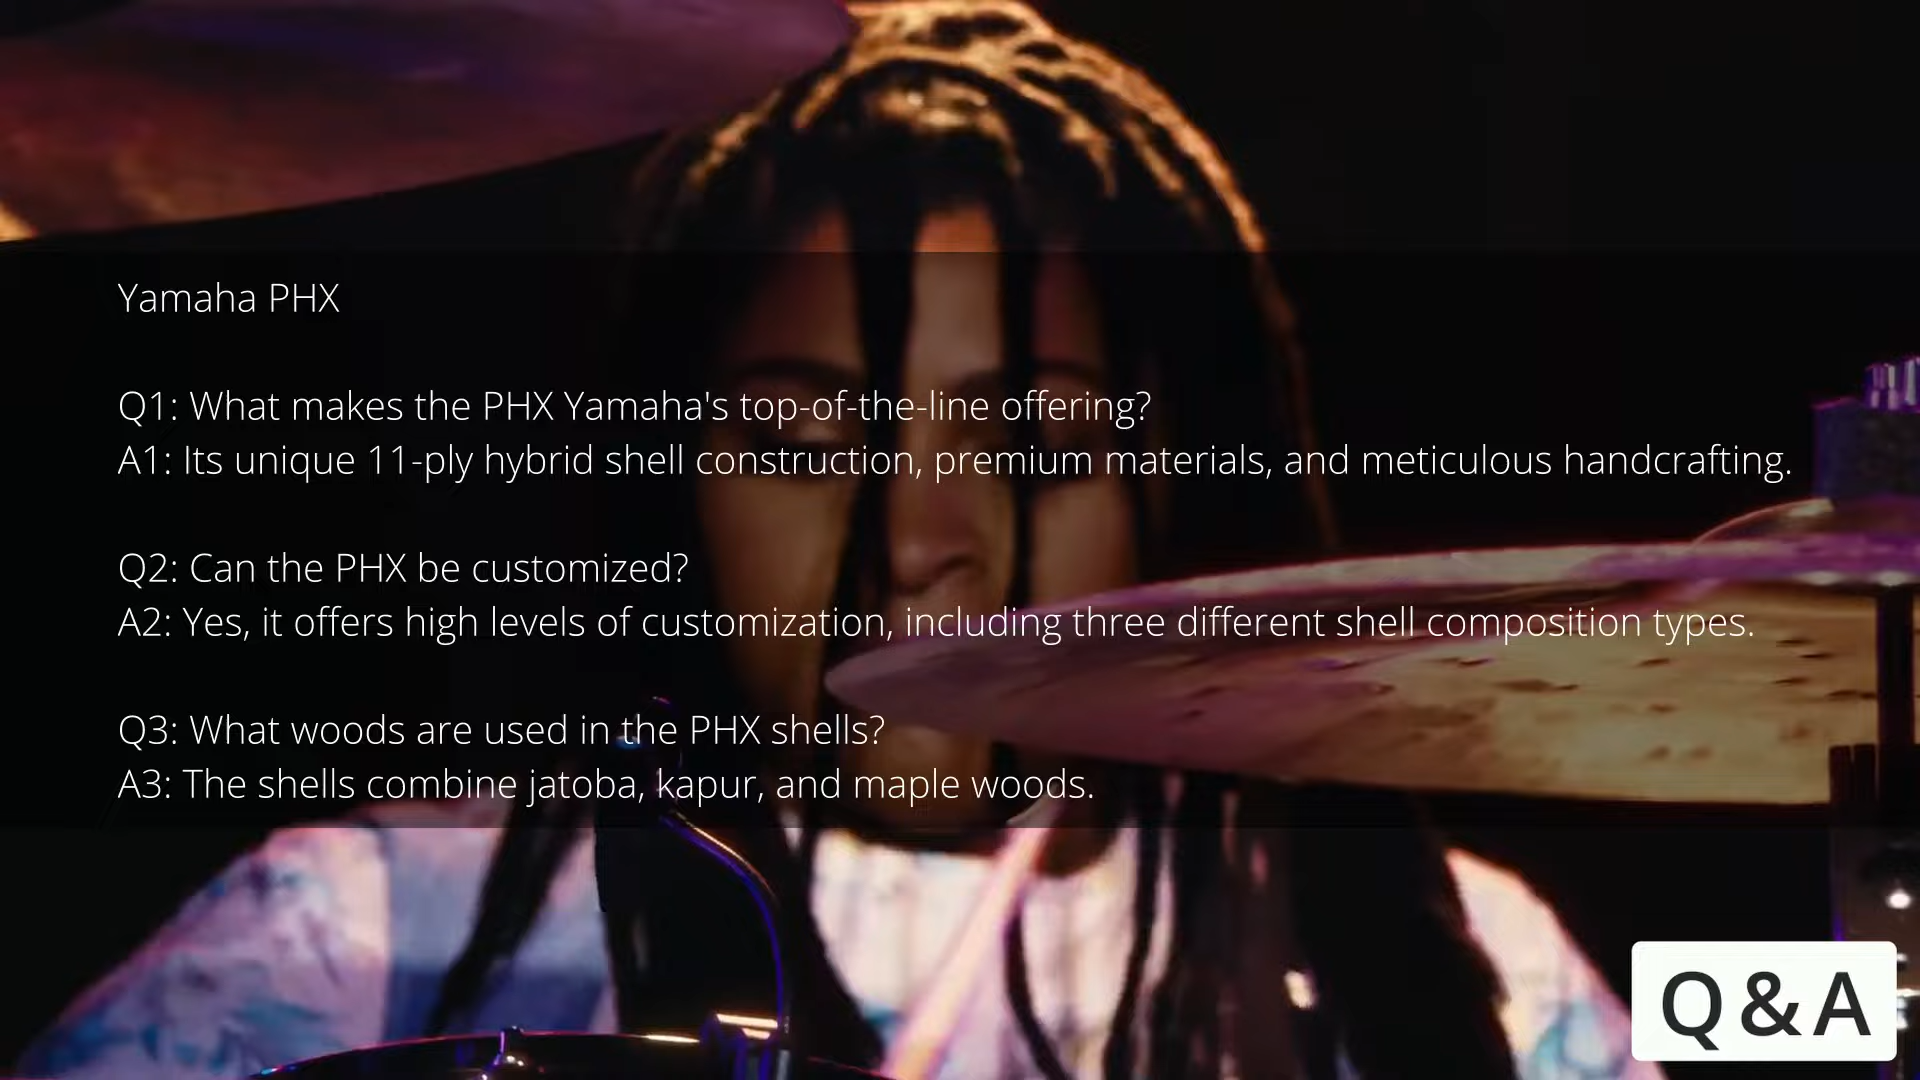 Yamaha PHX
Q1: What makes the PHX Yamaha's top-of-the-line offering?
A1: Its unique 11-ply hybrid shell construction, premium materials, and meticulous handcrafting.
Q2: Can the PHX be customized?
A2: Yes, it offers high levels of customization, including three different shell composition types.
Q3: What woods are used in the PHX shells?
A3: The shells combine jatoba, kapur, and maple woods.
Q & A